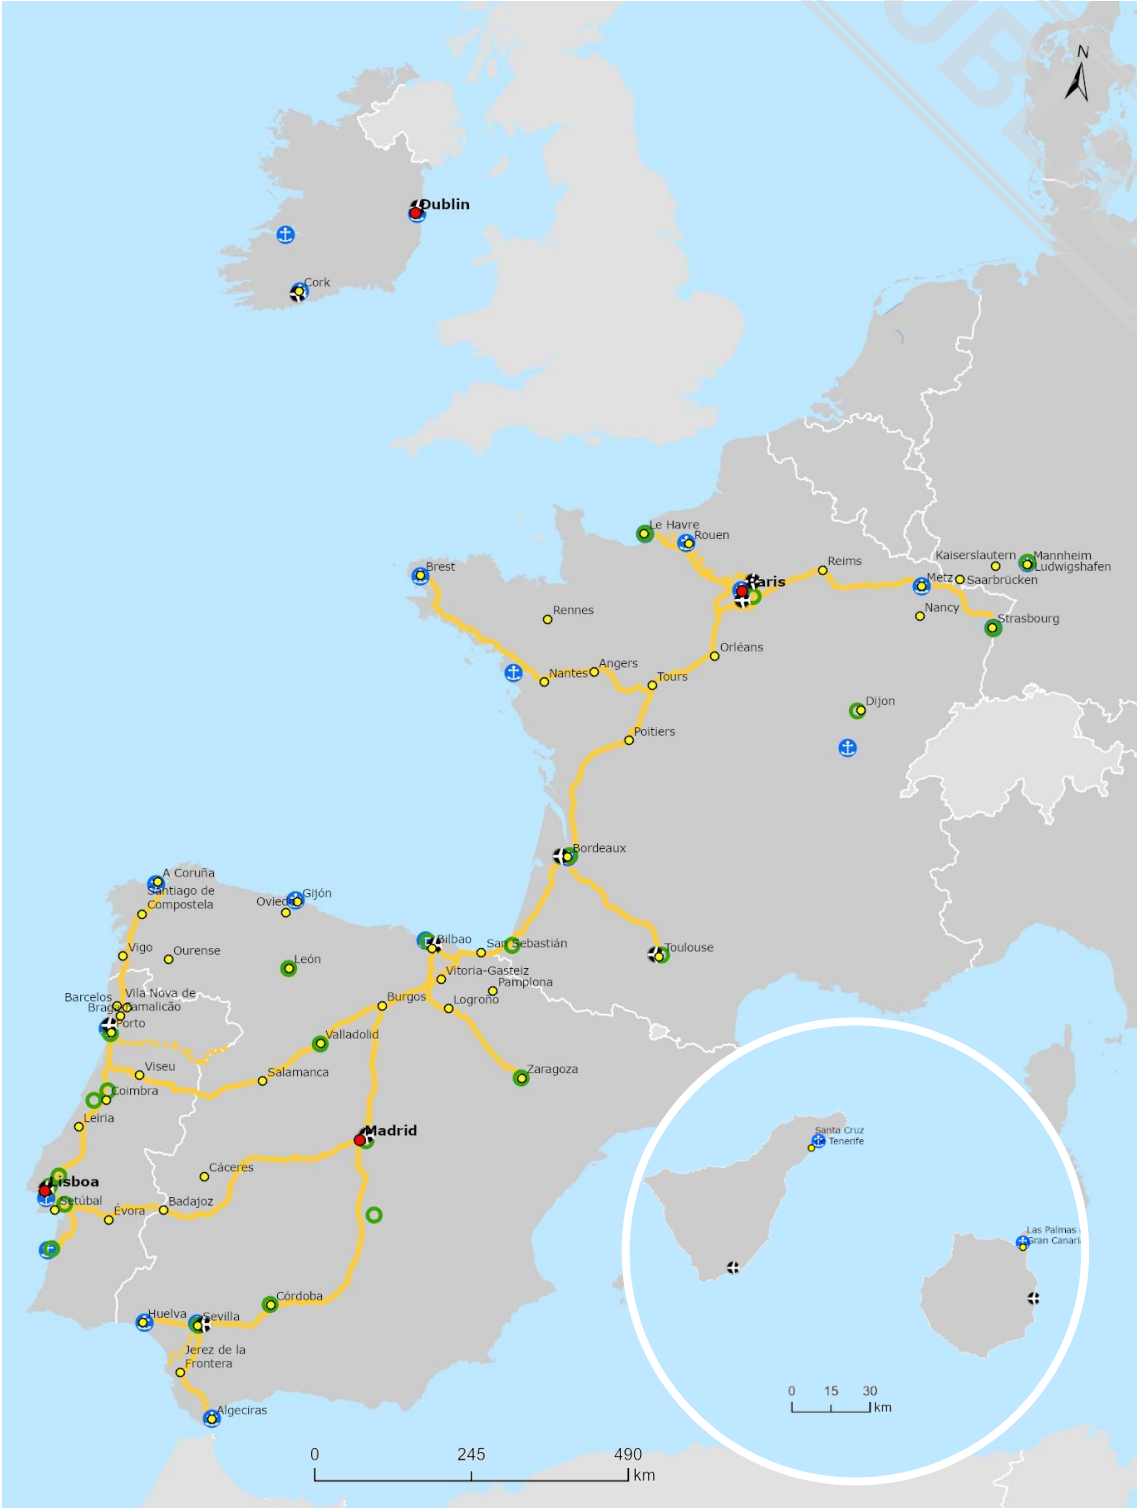 N
Dublin
Cork
Le Havre
Rouen
Brest
Paris
Reims
Kaiserslautern
Mannheim
Ludwigshafen
Metz
Saarbrücken
Rennes
Nancy
Strasbourg
Orléans
Nantes
Angers
Tours
Dijon
Poitiers
Bordeaux
A Coruña
Santiago de
Compostela
Oviedo
Gijón
Vigo
Ourense
León
Bilbao
San Sebastián
Toulouse
Vitoria-Gasteiz
Pamplona
Burgos
Logroño
Barcelos
Vila Nova de
Famalicão
Braga
Porto
Valladolid
Viseu
Salamanca
Zaragoza
Coimbra
Leiria
Madrid
Cáceres
Lisboa
Setúbal
Évora
Badajoz
Huelva
Sevilla
Córdoba
Jerez de la
Frontera
Algeciras
Santa Cruz
de Tenerife
Las Palmas
Gran Canari
0 15 30
km
0 245 490
km